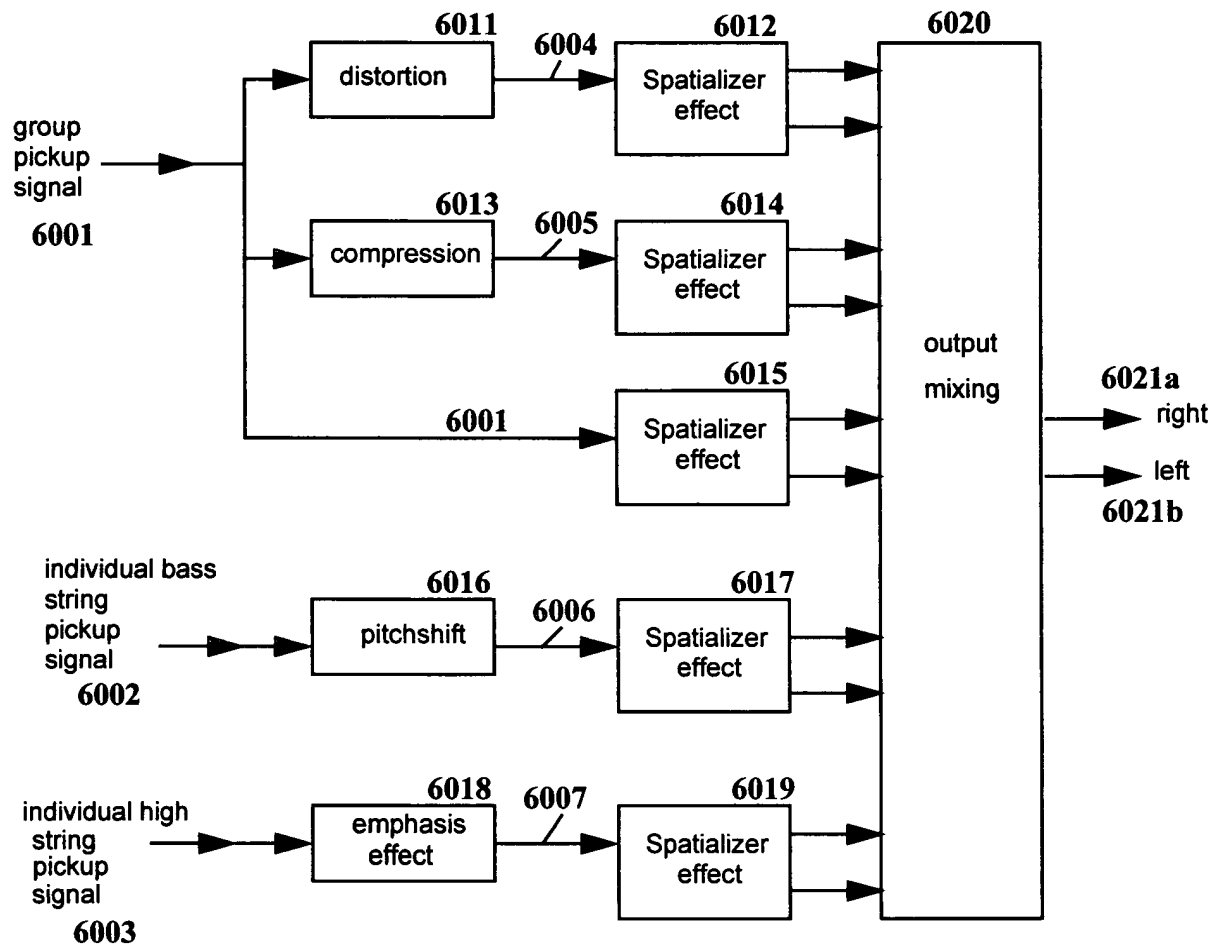 6011
6004
6012
6020
distortion
Spatializer
effect
group
pickup
signal
6001
6013
6005
6014
compression
Spatializer
effect
output
mixing
6015
6001
Spatializer
effect
6021a
right
left
6021b
individual bass
string
pickup
signal
6002
6016
6006
6017
pitchshift
Spatializer
effect
individual high
string
pickup
signal
6003
6018
6007
6019
emphasis
effect
Spatializer
effect